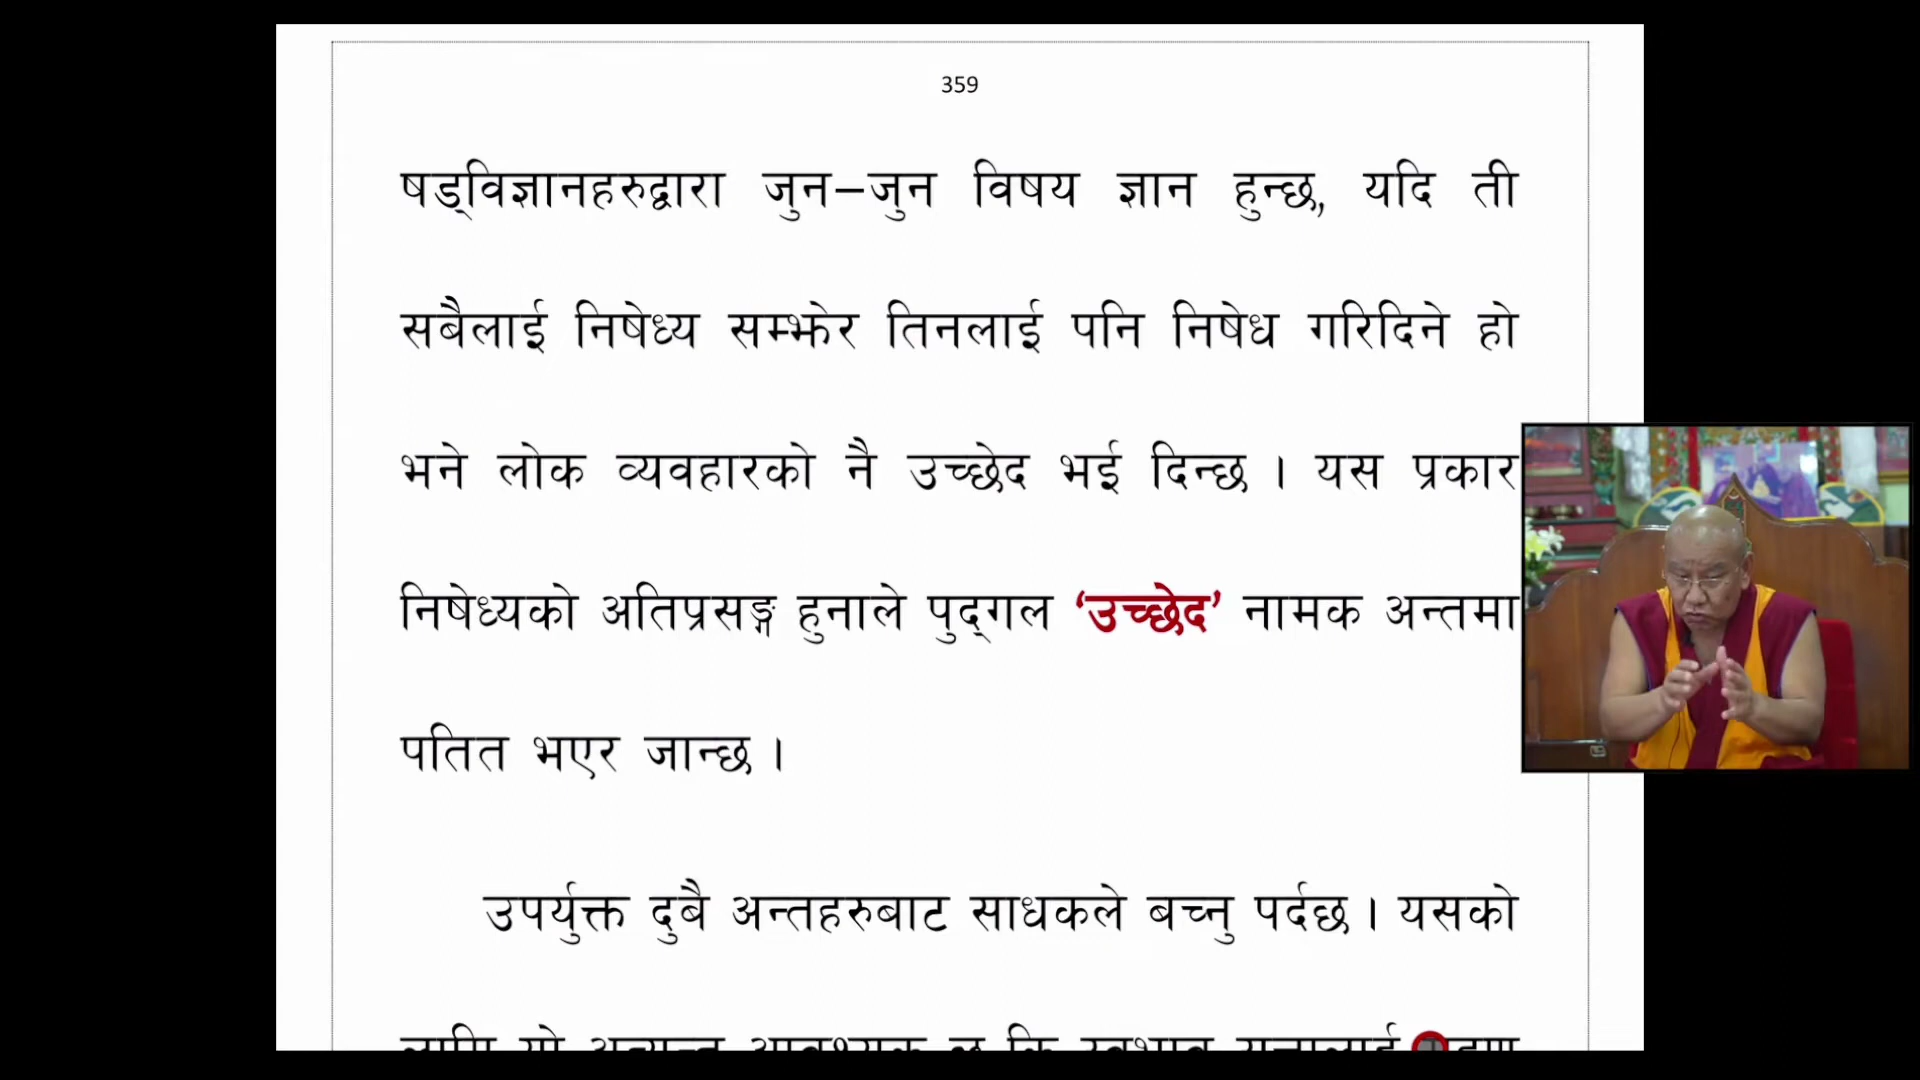 359
षड्विज्ञानहरुद्वारा जुन–जुन विषय ज्ञान हुन्छ, यदि ती
सबैलाई निषेध्य सम्झेर तिनलाई पनि निषेध गरिदिने हो
भने लोक व्यवहारको नै उच्छेद भई दिन्छ । यस प्रकार
निषेध्यको अतिप्रसङ्ग हुनाले पुद्गल ‘उच्छेद’ नामक अन्तमा
पतित भएर जान्छ ।
उपर्युक्त दुबै अन्तहरुबाट साधकले बच्नु पर्दछ । यसको